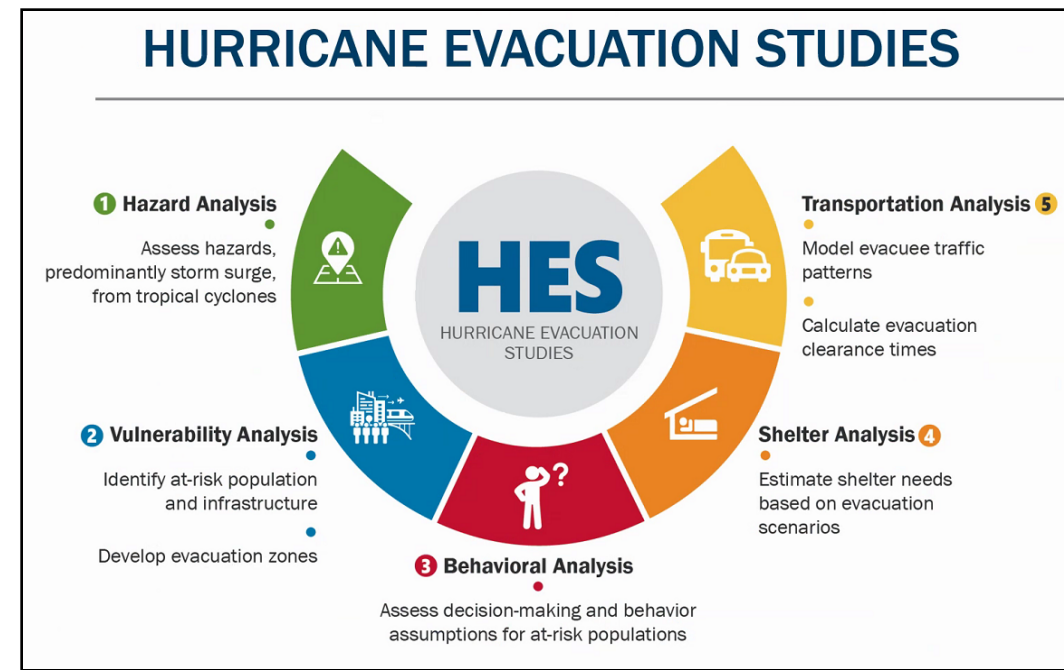 HURRICANE EVACUATION STUDIES
1 Hazard Analysis
Assess hazards,
predominantly storm surge,
from tropical cyclones
2 Vulnerability Analysis
Identify at-risk population
and infrastructure
Develop evacuation zones
3 Behavioral Analysis
Assess decision-making and behavior
assumptions for at-risk populations
Shelter Analysis 4
Estimate shelter needs
based on evacuation
scenarios
Transportation Analysis 5
Model evacuee traffic
patterns
Calculate evacuation
clearance times
HES
HURRICANE EVACUATION
STUDIES
?